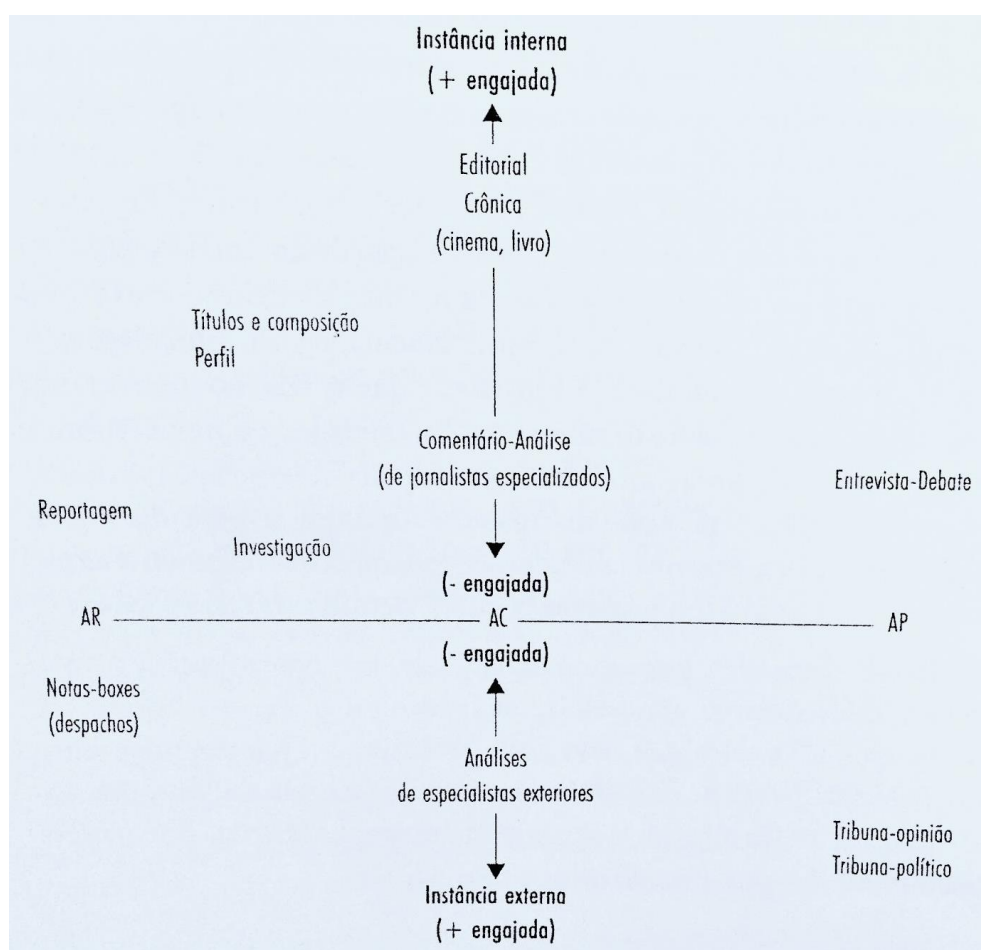 Instância interna
(+ engajada)
Editorial
Crônica
(cinema, livro)
Títulos e composição
Perfil
Comentário-Análise
(de jornalistas especializados)
Entrevista-Debate
Reportagem
Investigação
(- engajada)
AR
AC
AP
(- engajada)
Notas-boxes
(despachos)
Análises
de especialistas exteriores
Tribuna-opinião
Tribuna-político
Instância externa
(+ engajada)